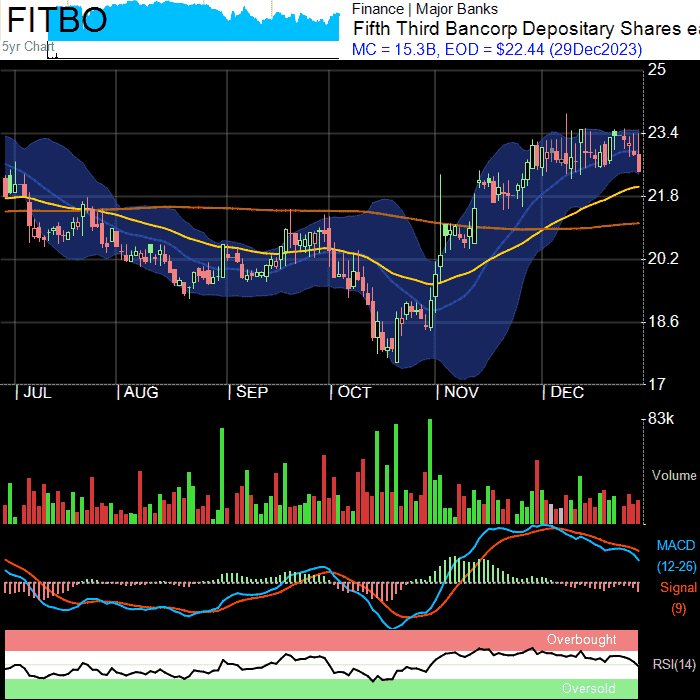 FITBO
Finance | Major Banks
Fifth Third Bancorp Depositary Shares ea
5yr Chart
MC = 15.3B, EOD = $22.44 (29Dec2023)
25
23.4
21.8
20.2
18.6
17
| JUL | AUG | SEP | OCT | NOV | DEC
83k
Volume
MACD
(12-26)
Signal
(9)
Overbought
RSI(14)
Oversold